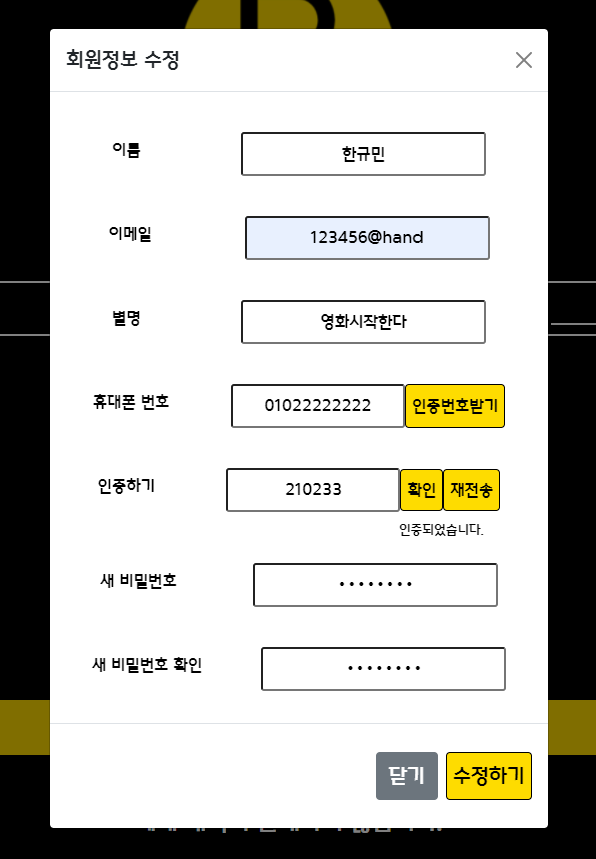 회원정보 수정
이름 한규민
이메일 123456@hand
별명 영화시작한다
휴대폰 번호 01022222222 인증번호받기
인증하기 210233 확인 재전송
인증되었습니다.
새 비밀번호 ••••••••
새 비밀번호 확인 ••••••••
닫기 수정하기